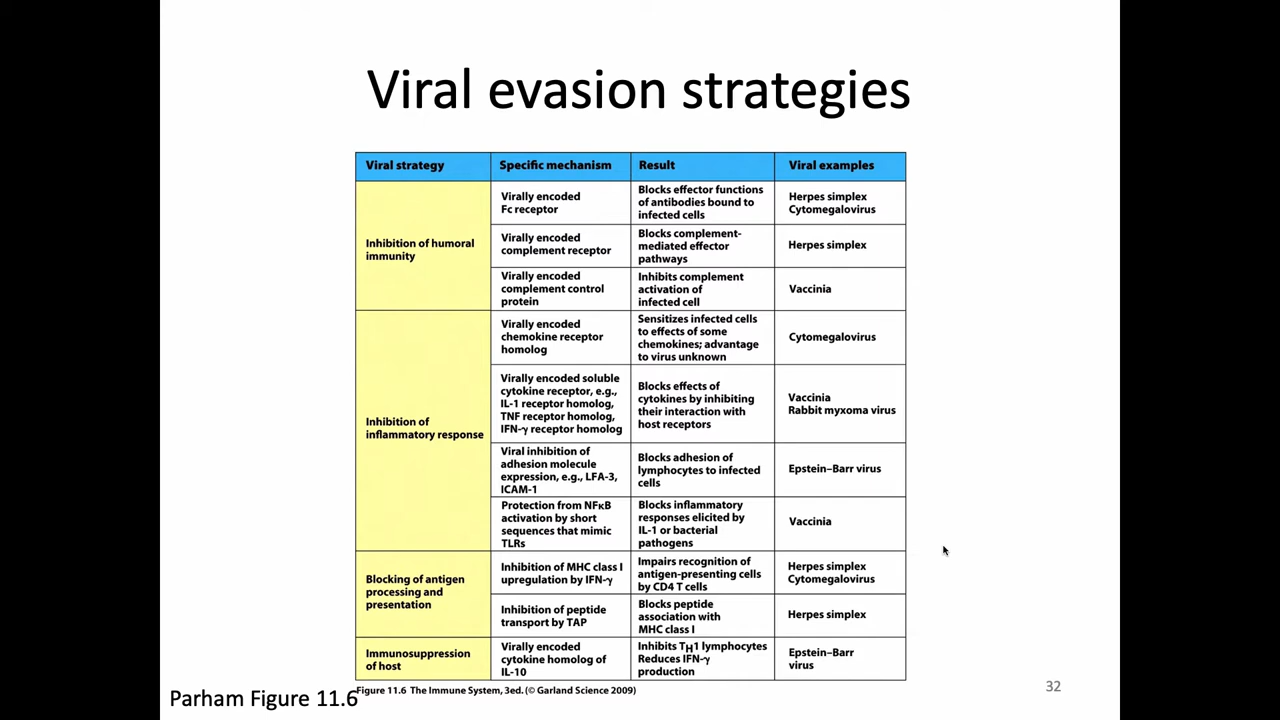 Viral evasion strategies
Viral strategy
Specific mechanism
Result
Viral examples
Inhibition of humoral
immunity
Virally encoded
Fc receptor
Blocks effector functions
of antibodies bound to
infected cells
Herpes simplex
Cytomegalovirus
Virally encoded
complement receptor
Blocks complement-
mediated effector
pathways
Herpes simplex
Virally encoded
complement control
protein
Inhibits complement
activation of
infected cell
Vaccinia
Inhibition of
inflammatory response
Virally encoded
chemokine receptor
homolog
Sensitizes infected cells
to effects of some
chemokines; advantage
to virus unknown
Cytomegalovirus
Virally encoded soluble
cytokine receptor, e.g.,
IL-1 receptor homolog,
TNF receptor homolog,
IFN-γ receptor homolog
Blocks effects of
cytokines by inhibiting
their interaction with
host receptors
Vaccinia
Rabbit myxoma virus
Viral inhibition of
adhesion molecule
expression, e.g., LFA-3,
ICAM-1
Blocks adhesion of
lymphocytes to infected
cells
Epstein–Barr virus
Protection from NFκB
activation by short
sequences that mimic
TLRs
Blocks inflammatory
responses elicited by
IL-1 or bacterial
pathogens
Vaccinia
Blocking of antigen
processing and
presentation
Inhibition of MHC class I
upregulation by IFN-γ
Impairs recognition of
antigen-presenting cells
by CD4 T cells
Herpes simplex
Cytomegalovirus
Inhibition of peptide
transport by TAP
Blocks peptide
association with
MHC class I
Herpes simplex
Immunosuppression
of host
Virally encoded
cytokine homolog of
IL-10
Inhibits TH1 lymphocytes
Reduces IFN-γ
production
Epstein–Barr
virus
Figure 11.6 The Immune System, 3ed. (© Garland Science 2009)
Parham Figure 11.6
32